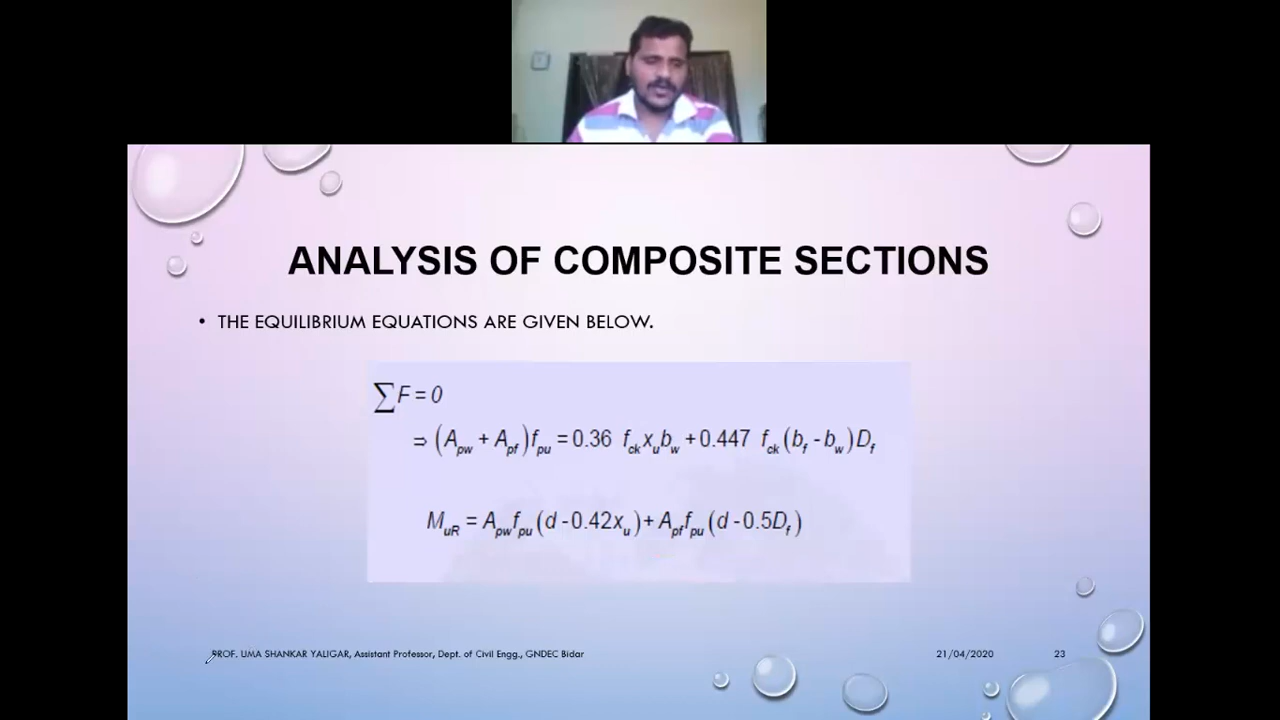 ANALYSIS OF COMPOSITE SECTIONS
• THE EQUILIBRIUM EQUATIONS ARE GIVEN BELOW.
∑F = 0
⇒ (A_pw + A_pf)f_pu = 0.36 f_ck x_u b_w + 0.447 f_ck (b_f - b_w)D_f
M_uR = A_pw f_pu (d - 0.42x_u) + A_pf f_pu (d - 0.5D_f)
PROF. UMA SHANKAR YALIGAR, Assistant Professor, Dept. of Civil Engg., GNDEC Bidar 21/04/2020 23